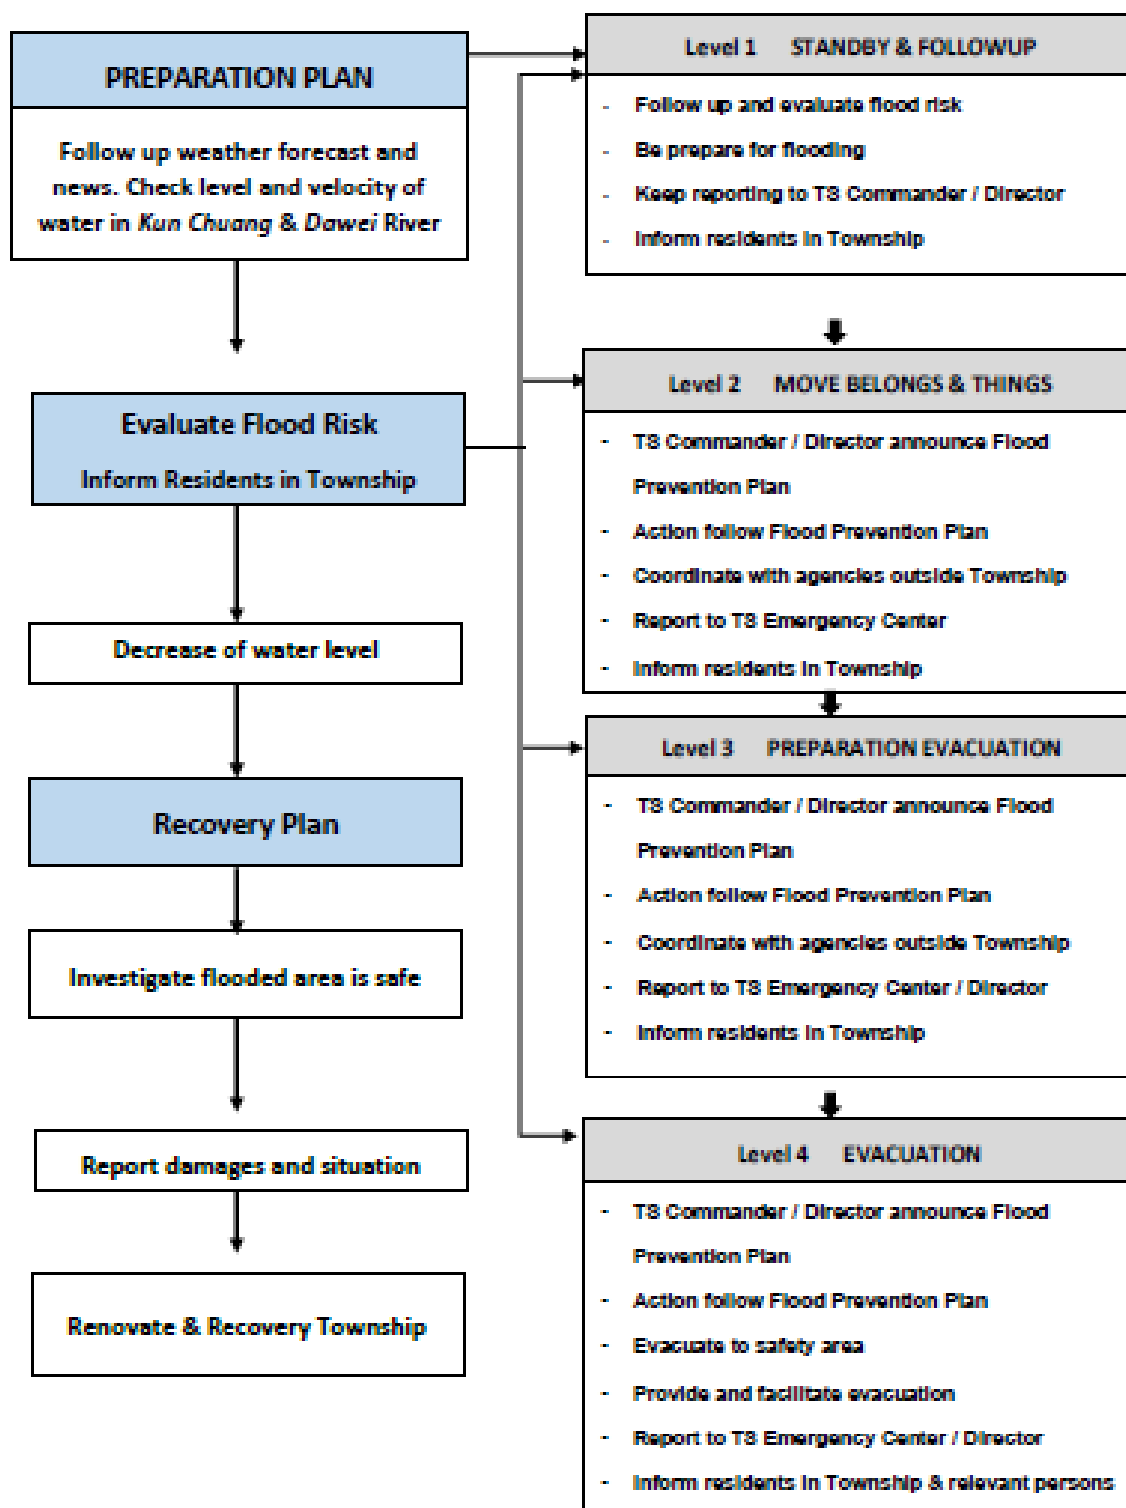 PREPARATION PLAN
Follow up weather forecast and
news. Check level and velocity of
water in Kun Chuang & Dawei River
Evaluate Flood Risk
Inform Residents in Township
Decrease of water level
Recovery Plan
Investigate flooded area is safe
Report damages and situation
Renovate & Recovery Township
Level 1 STANDBY & FOLLOWUP
- Follow up and evaluate flood risk
- Be prepare for flooding
- Keep reporting to TS Commander / Director
- Inform residents in Township
Level 2 MOVE BELONGS & THINGS
- TS Commander / Director announce Flood
Prevention Plan
- Action follow Flood Prevention Plan
- Coordinate with agencies outside Township
- Report to TS Emergency Center
- Inform residents in Township
Level 3 PREPARATION EVACUATION
- TS Commander / Director announce Flood
Prevention Plan
- Action follow Flood Prevention Plan
- Coordinate with agencies outside Township
- Report to TS Emergency Center / Director
- Inform residents in Township
Level 4 EVACUATION
- TS Commander / Director announce Flood
Prevention Plan
- Action follow Flood Prevention Plan
- Evacuate to safety area
- Provide and facilitate evacuation
- Report to TS Emergency Center / Director
- Inform residents in Township & relevant persons